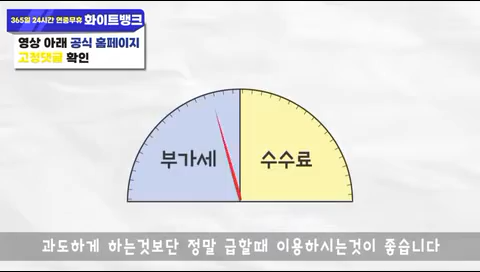 365일 24시간 연중무휴 화이트뱅크
영상 아래 공식 홈페이지
고정댓글 확인
부가세 수수료
과도하게 하는것보단 정말 급할때 이용하시는것이 좋습니다